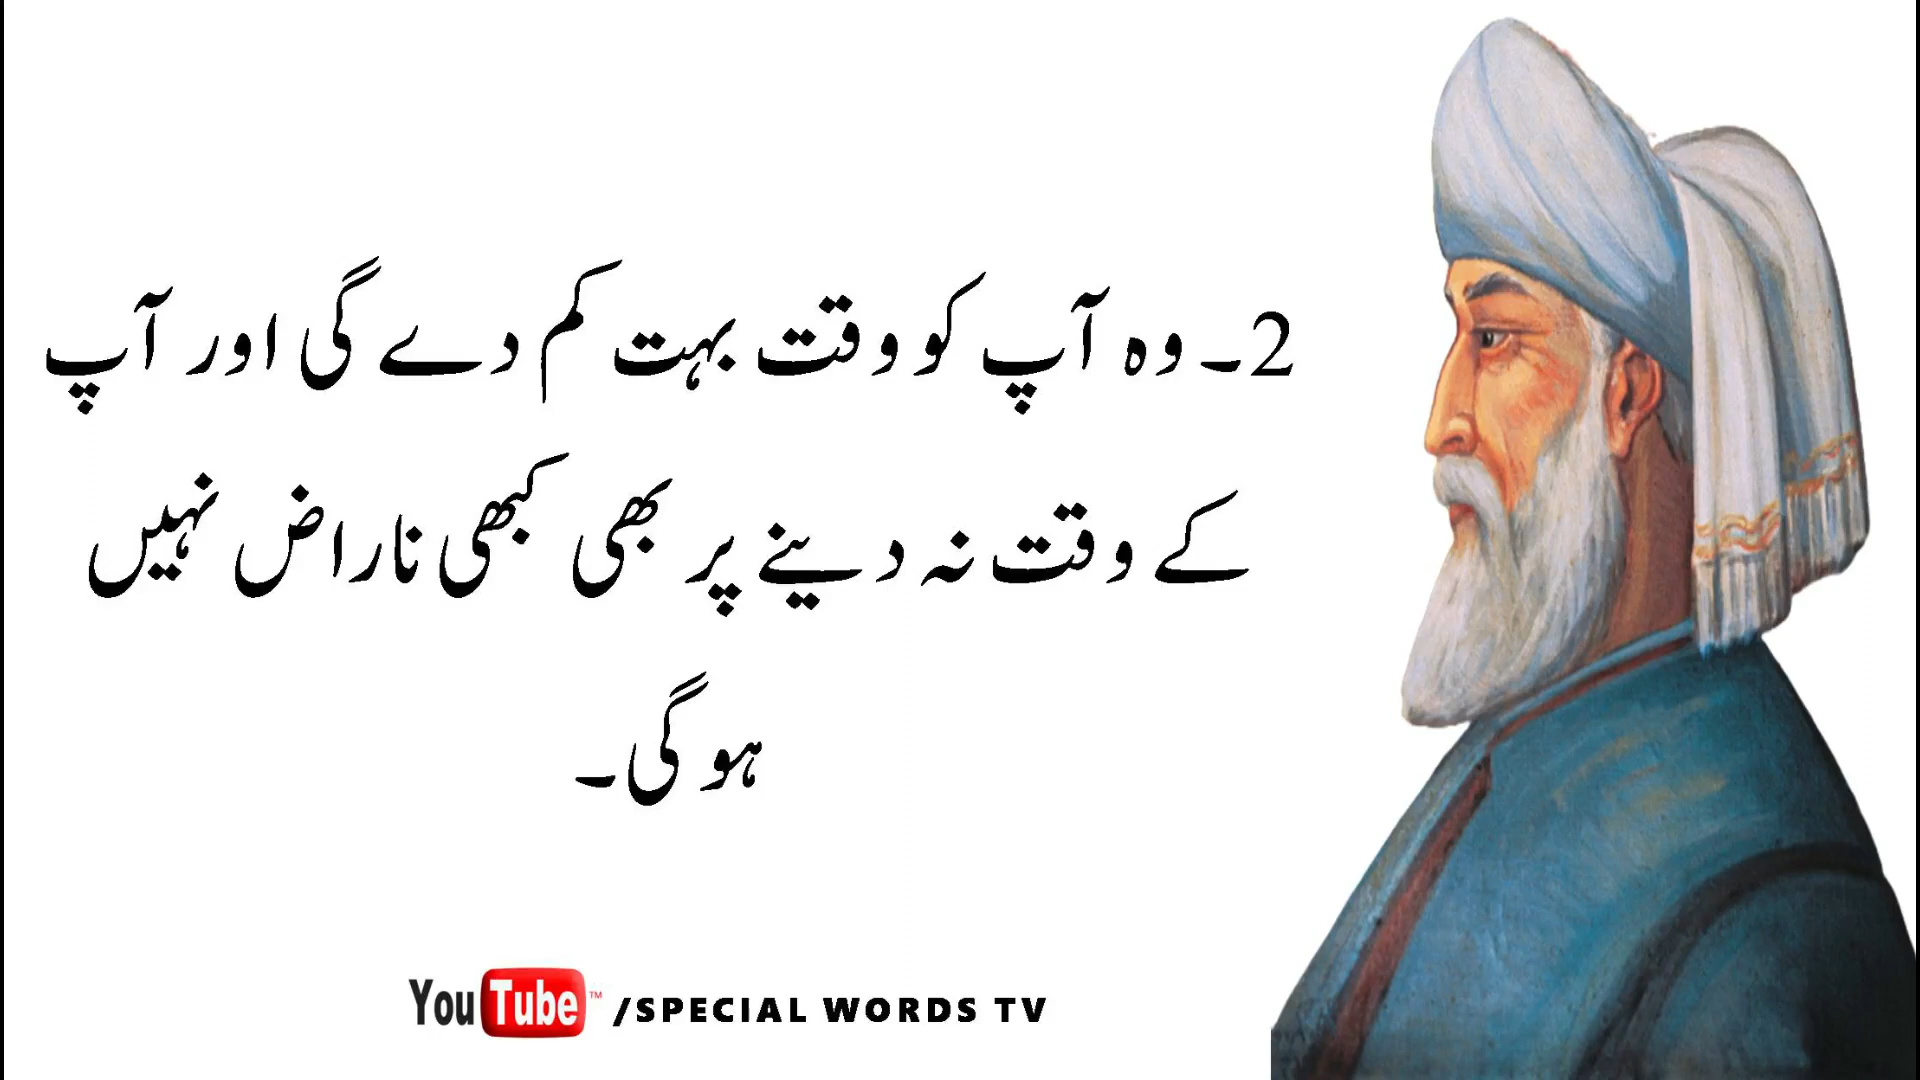 2۔ وہ آپ کو وقت بہت کم دے گی اور آپ
کے وقت نہ دینے پر بھی کبھی ناراض نہیں
ہو گی۔
YouTube™ /SPECIAL WORDS TV